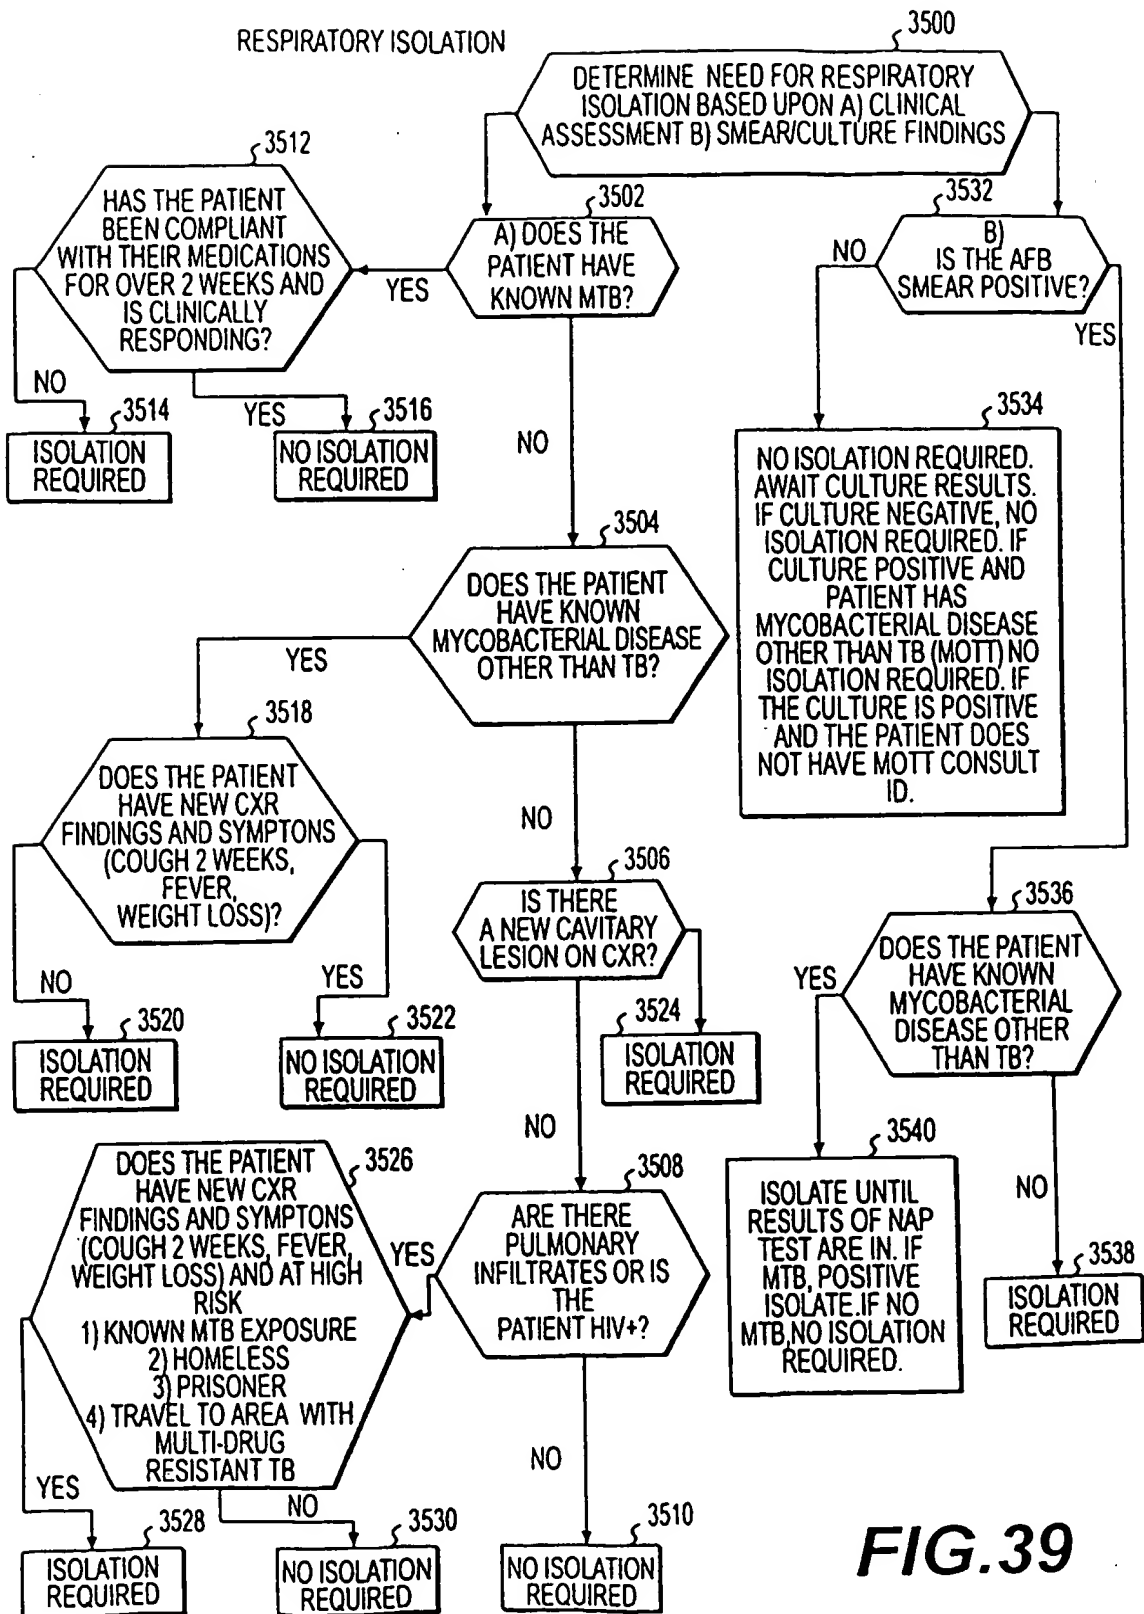 RESPIRATORY ISOLATION
3500
DETERMINE NEED FOR RESPIRATORY
ISOLATION BASED UPON A) CLINICAL
ASSESSMENT B) SMEAR/CULTURE FINDINGS
3512
HAS THE PATIENT
BEEN COMPLIANT
WITH THEIR MEDICATIONS
FOR OVER 2 WEEKS AND
IS CLINICALLY
RESPONDING?
3502
A) DOES THE
PATIENT HAVE
KNOWN MTB?
YES
3532
B)
IS THE AFB
SMEAR POSITIVE?
NO
YES
NO
3514
ISOLATION
REQUIRED
YES
3516
NO ISOLATION
REQUIRED
NO
3534
NO ISOLATION REQUIRED.
AWAIT CULTURE RESULTS.
IF CULTURE NEGATIVE, NO
ISOLATION REQUIRED. IF
CULTURE POSITIVE AND
PATIENT HAS
MYCOBACTERIAL DISEASE
OTHER THAN TB (MOTT) NO
ISOLATION REQUIRED. IF
THE CULTURE IS POSITIVE
AND THE PATIENT DOES
NOT HAVE MOTT CONSULT
ID.
3504
DOES THE PATIENT
HAVE KNOWN
MYCOBACTERIAL DISEASE
OTHER THAN TB?
YES
3518
DOES THE PATIENT
HAVE NEW CXR
FINDINGS AND SYMPTONS
(COUGH 2 WEEKS,
FEVER,
WEIGHT LOSS)?
NO
3506
IS THERE
A NEW CAVITARY
LESION ON CXR?
3536
DOES THE PATIENT
HAVE KNOWN
MYCOBACTERIAL
DISEASE OTHER
THAN TB?
YES
NO
3520
ISOLATION
REQUIRED
YES
3522
NO ISOLATION
REQUIRED
3524
ISOLATION
REQUIRED
NO
3526
DOES THE PATIENT
HAVE NEW CXR
FINDINGS AND SYMPTONS
(COUGH 2 WEEKS, FEVER,
WEIGHT LOSS) AND AT HIGH
RISK
1) KNOWN MTB EXPOSURE
2) HOMELESS
3) PRISONER
4) TRAVEL TO AREA WITH
MULTI-DRUG
RESISTANT TB
YES
3508
ARE THERE
PULMONARY
INFILTRATES OR IS
THE
PATIENT HIV+?
3540
ISOLATE UNTIL
RESULTS OF NAP
TEST ARE IN. IF
MTB, POSITIVE
ISOLATE.IF NO
MTB,NO ISOLATION
REQUIRED.
NO
3538
ISOLATION
REQUIRED
YES
3528
ISOLATION
REQUIRED
NO
3530
NO ISOLATION
REQUIRED
NO
3510
NO ISOLATION
REQUIRED
FIG.39